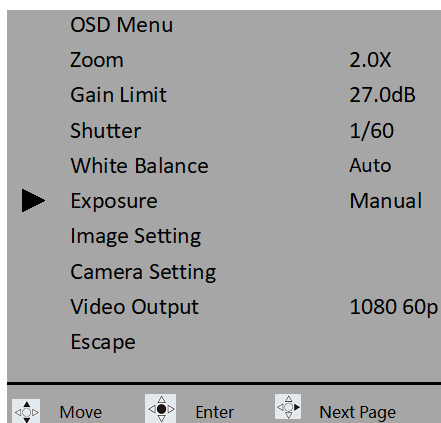 OSD Menu
Zoom 2.0X
Gain Limit 27.0dB
Shutter 1/60
White Balance Auto
Exposure Manual
Image Setting
Camera Setting
Video Output 1080 60p
Escape
Move Enter Next Page